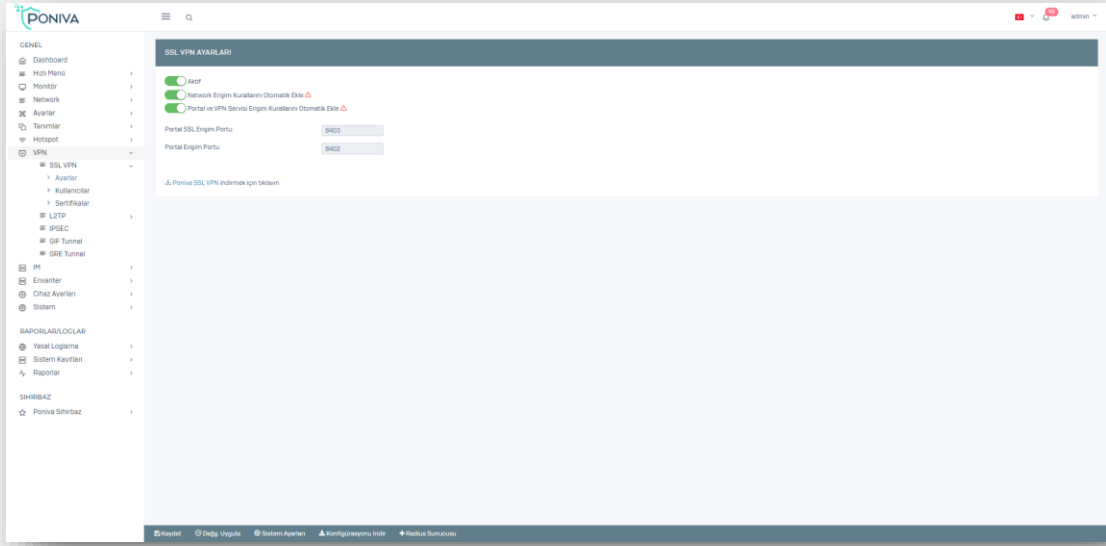 PONIVA
admin
GENEL
Dashboard
Hızlı Menü
Monitör
Network
Ayarlar
Tanımlar
Hotspot
VPN
SSL VPN
Ayarlar
Kullanıcılar
Sertifikalar
L2TP
IPSEC
GIF Tunnel
GRE Tunnel
IM
Envanter
Cihaz Ayarları
Sistem
RAPORLAR/LOGLAR
Yasal Loglama
Sistem Kayıtları
Raporlar
SIHIRBAZ
Poniva Sihirbaz
SSL VPN AYARLARI
Aktif
Network Erişim Kurallarını Otomatik Ekle
Portal ve VPN Servisi Erişim Kurallarını Otomatik Ekle
Portal SSL Erişim Portu: 8403
Portal Erişim Portu: 8402
Poniva SSL VPN indirmek için tıklayın.
Kaydet Değş. Uygula Sistem Ayarları Konfigürasyonu İndir Radius Sunucusu